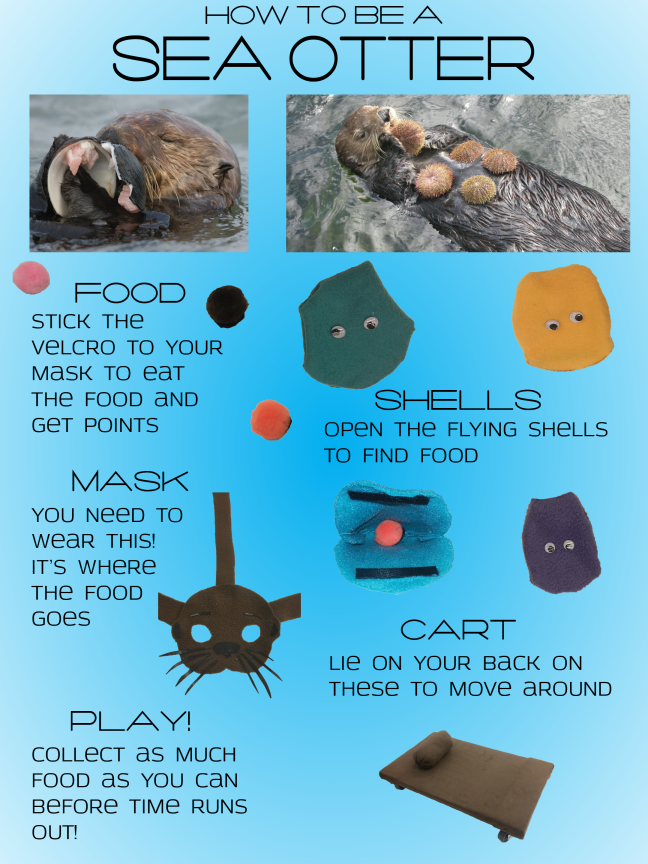 HOW TO BE A
SEA OTTER
FOOD
STICK THE
VELCRO TO YOUR
MASK TO EAT
THE FOOD AND
GET POINTS
SHELLS
OPEN THE FLYING SHELLS
TO FIND FOOD
MASK
YOU NEED TO
WEAR THIS!
IT'S WHERE
THE FOOD
GOES
CART
LIE ON YOUR BACK ON
THESE TO MOVE AROUND
PLAY!
COLLECT AS MUCH
FOOD AS YOU CAN
BEFORE TIME RUNS
OUT!